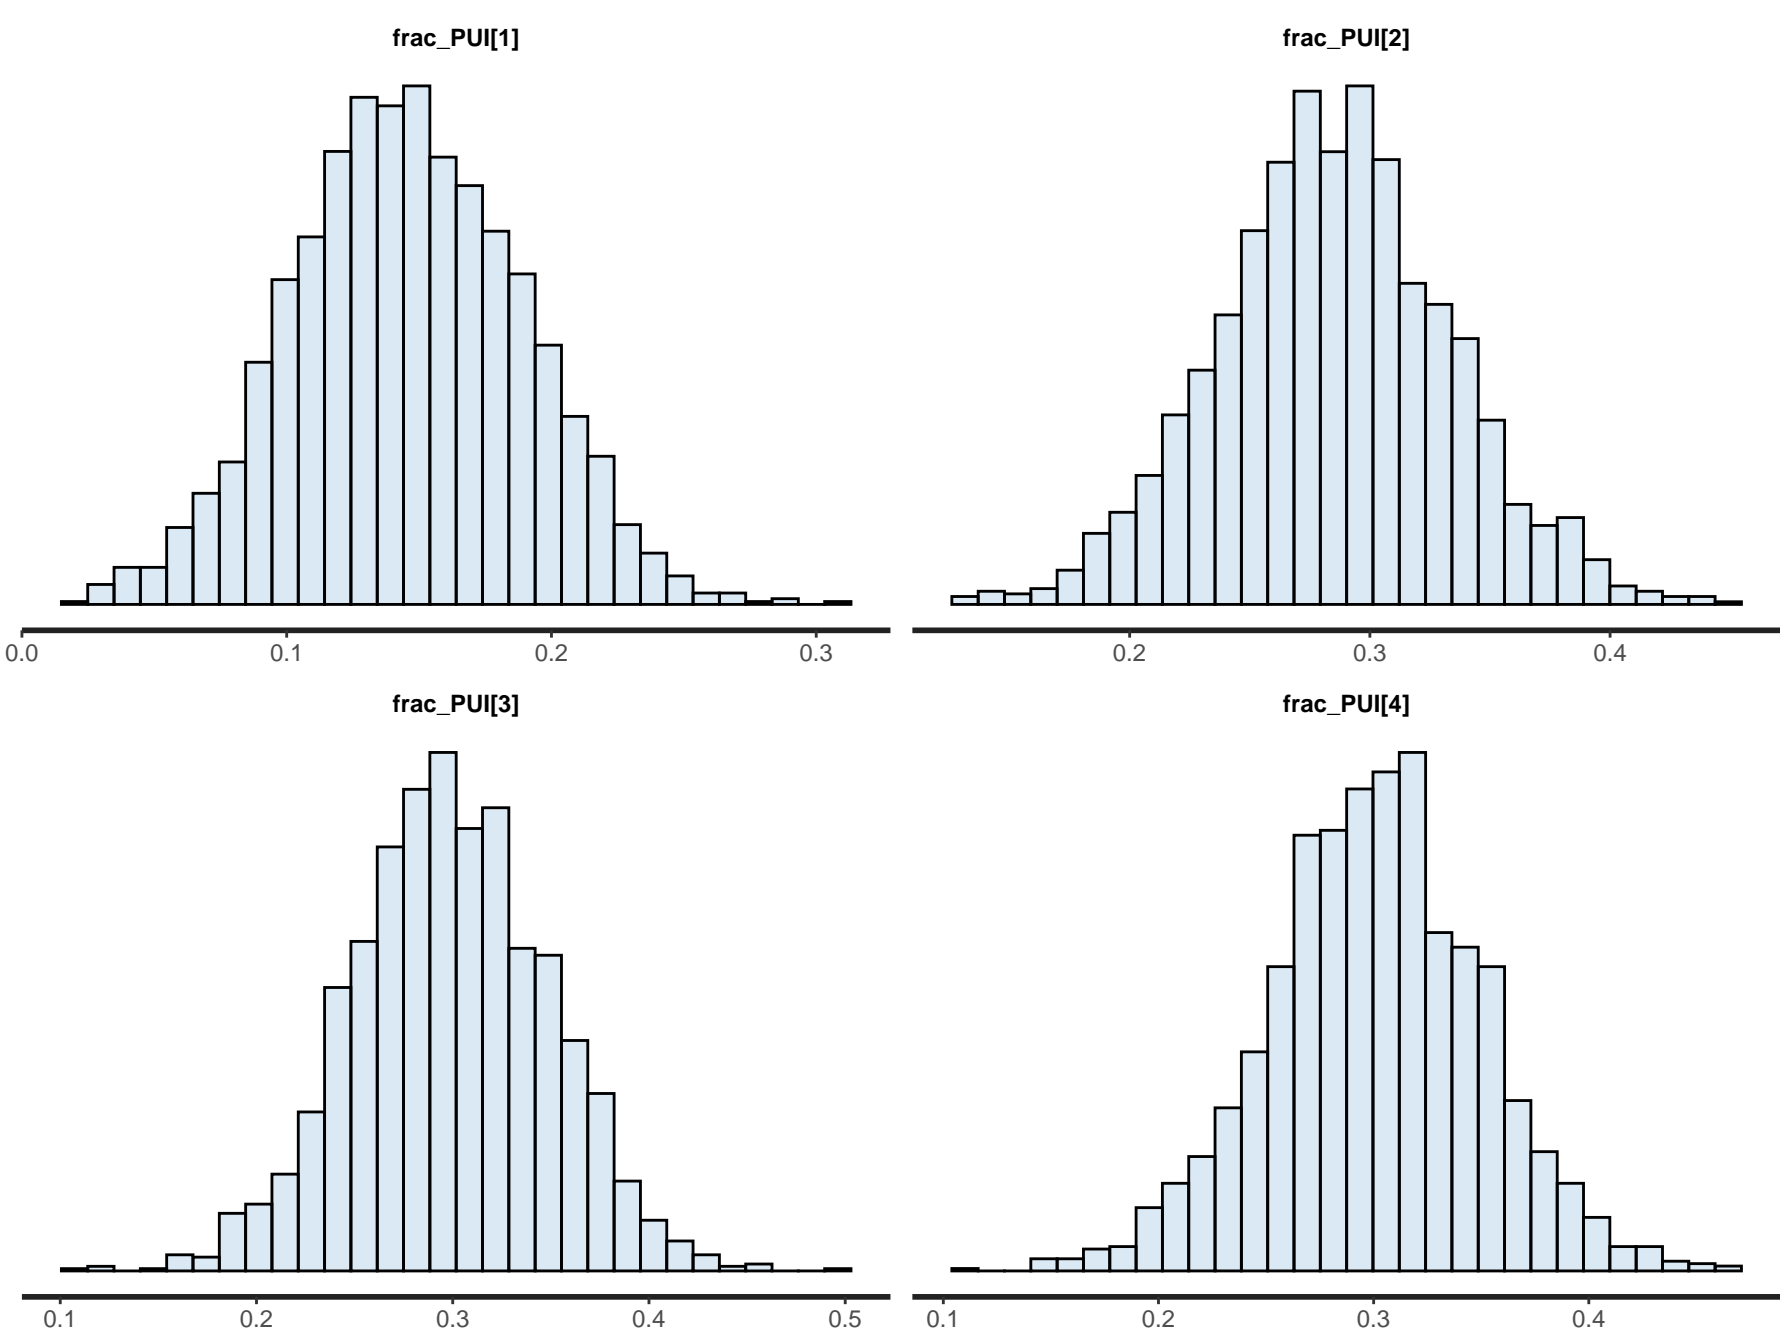 frac_PUI[1] frac_PUI[2]
0.0 0.1 0.2 0.3 0.2 0.3 0.4
frac_PUI[3] frac_PUI[4]
0.1 0.2 0.3 0.4 0.5 0.1 0.2 0.3 0.4